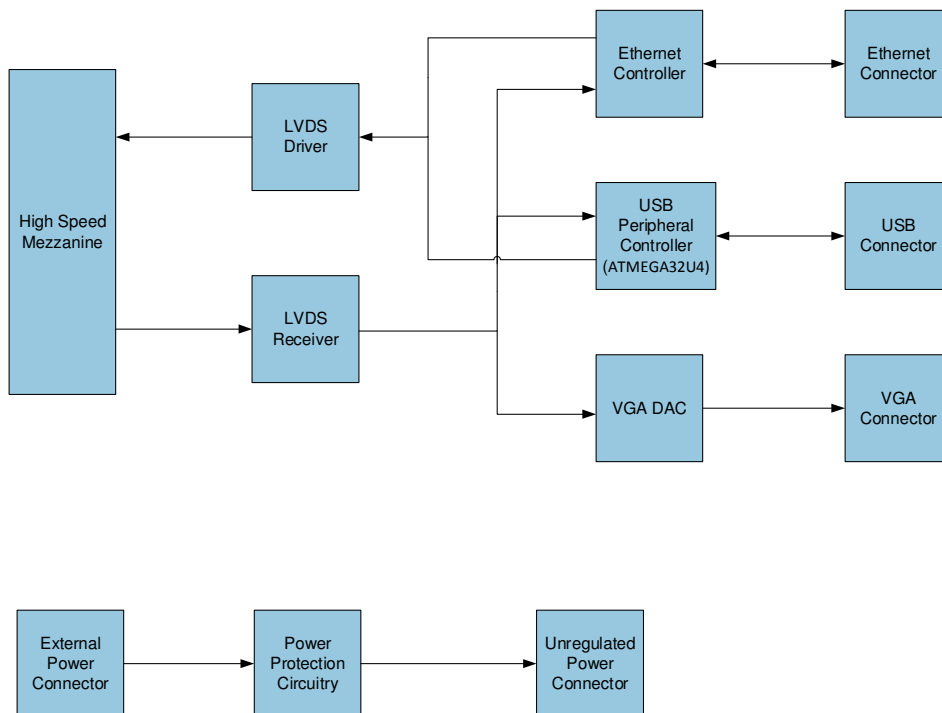 Ethernet
Controller
Ethernet
Connector
LVDS
Driver
High Speed
Mezzanine
USB
Peripheral
Controller
(ATMEGA32U4)
USB
Connector
LVDS
Receiver
VGA DAC
VGA
Connector
External
Power
Connector
Power
Protection
Circuitry
Unregulated
Power
Connector